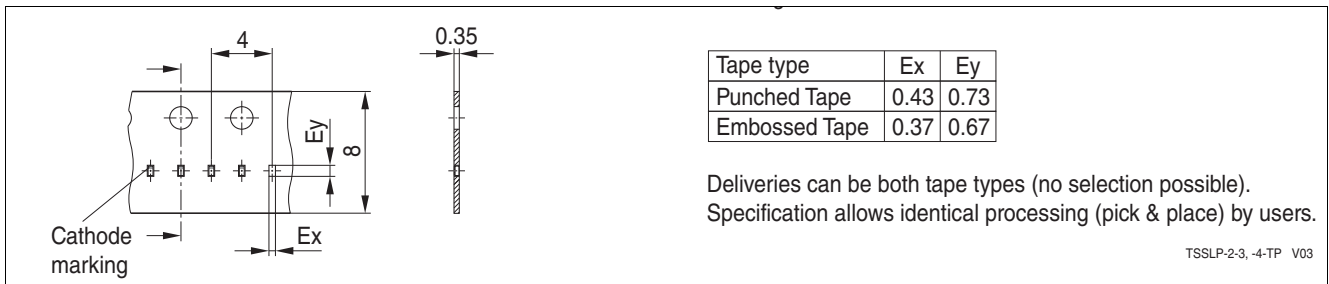 4
0.35
Ey
8
Cathode
marking
Ex
Tape type Ex Ey
Punched Tape 0.43 0.73
Embossed Tape 0.37 0.67
Deliveries can be both tape types (no selection possible).
Specification allows identical processing (pick & place) by users.
TSSLP-2-3, -4-TP V03